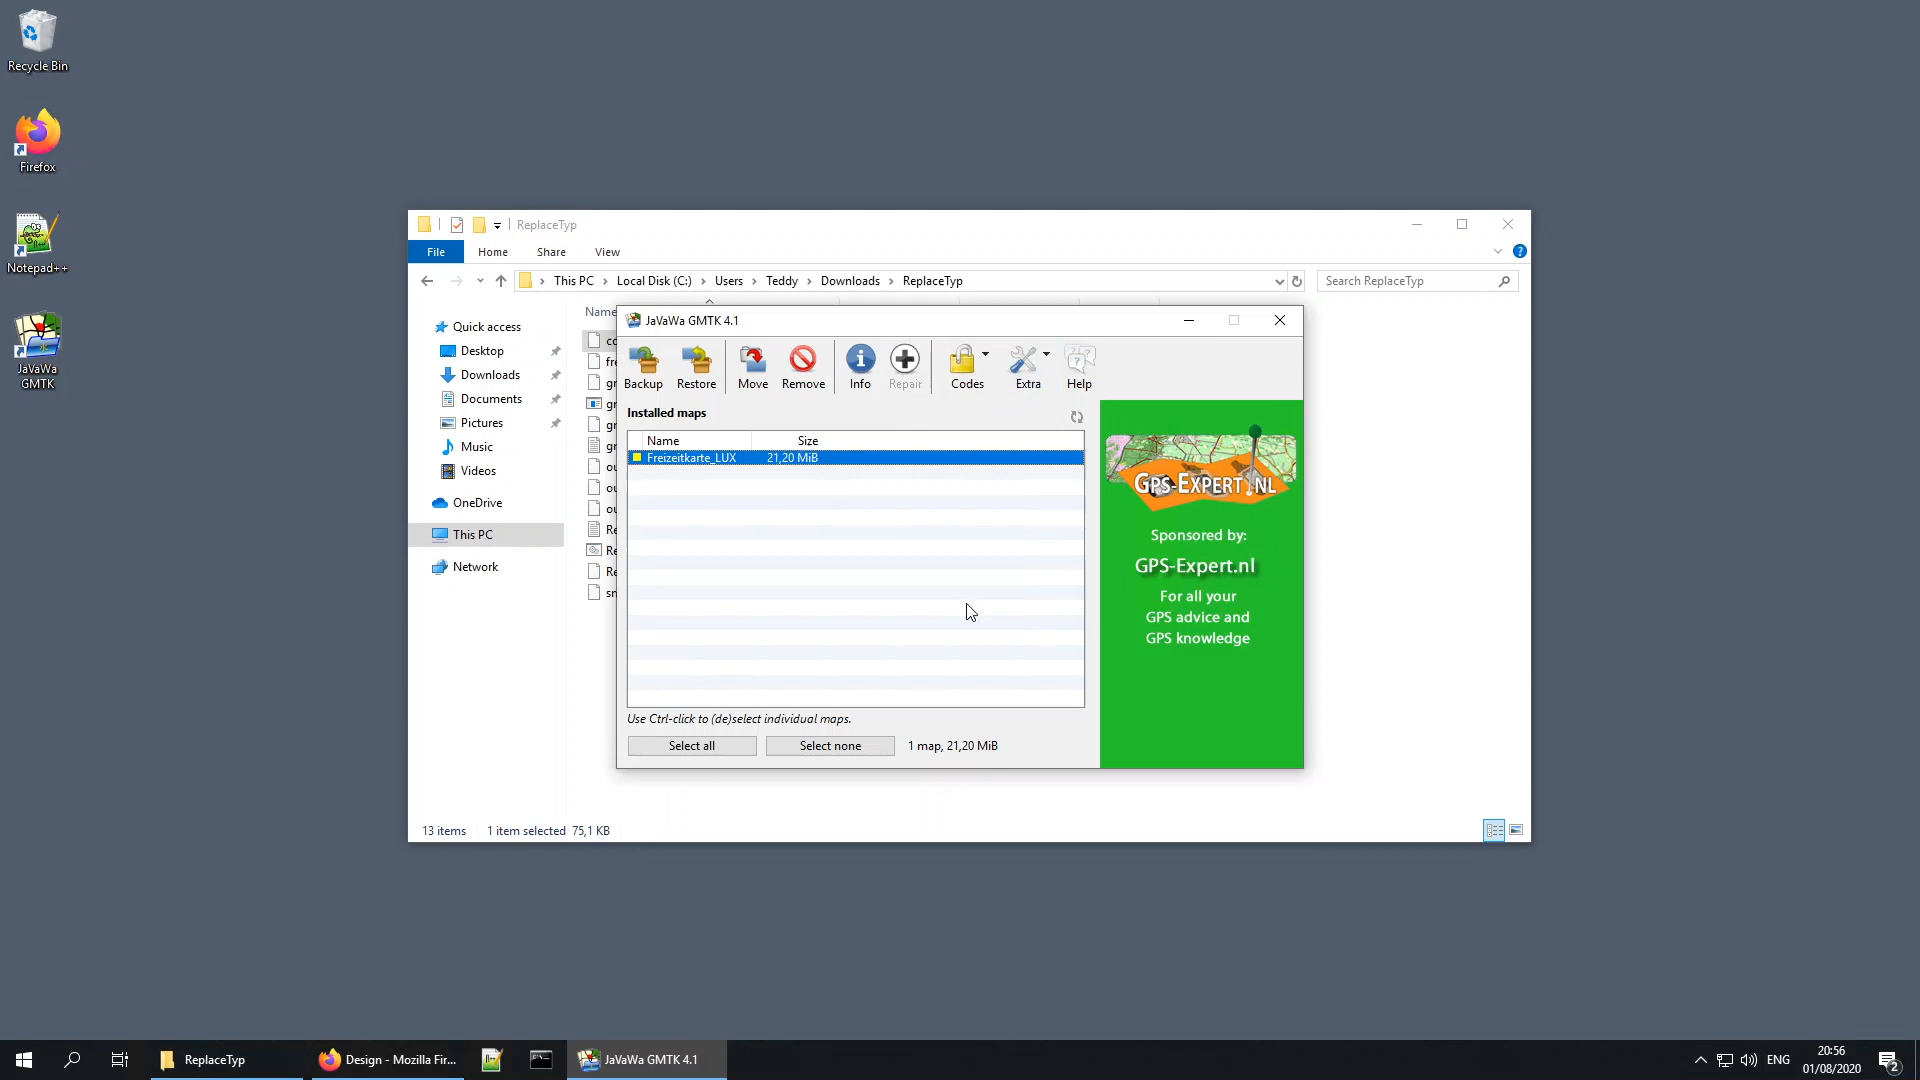 Recycle Bin
Firefox
Notepad++
JaVaWa
GMTK
ReplaceTyp
File Home Share View
This PC Local Disk (C:) Users Teddy Downloads ReplaceTyp
Search ReplaceTyp
Quick access
Desktop
Downloads
Documents
Pictures
Music
Videos
OneDrive
This PC
Network
Name
13 items 1 item selected 75,1 KB
JaVaWa GMTK 4.1
Backup Restore Move Remove Info Repair Codes Extra Help
Installed maps
Name Size
Freizeitkarte_LUX 21,20 MiB
Use Ctrl-click to (de)select individual maps.
Select all Select none 1 map, 21,20 MiB
GPS-EXPERT.NL
Sponsored by:
GPS-Expert.nl
For all your
GPS advice and
GPS knowledge
ReplaceTyp
Design - Mozilla Fir...
JaVaWa GMTK 4.1
ENG
20:56
01/08/2020
2